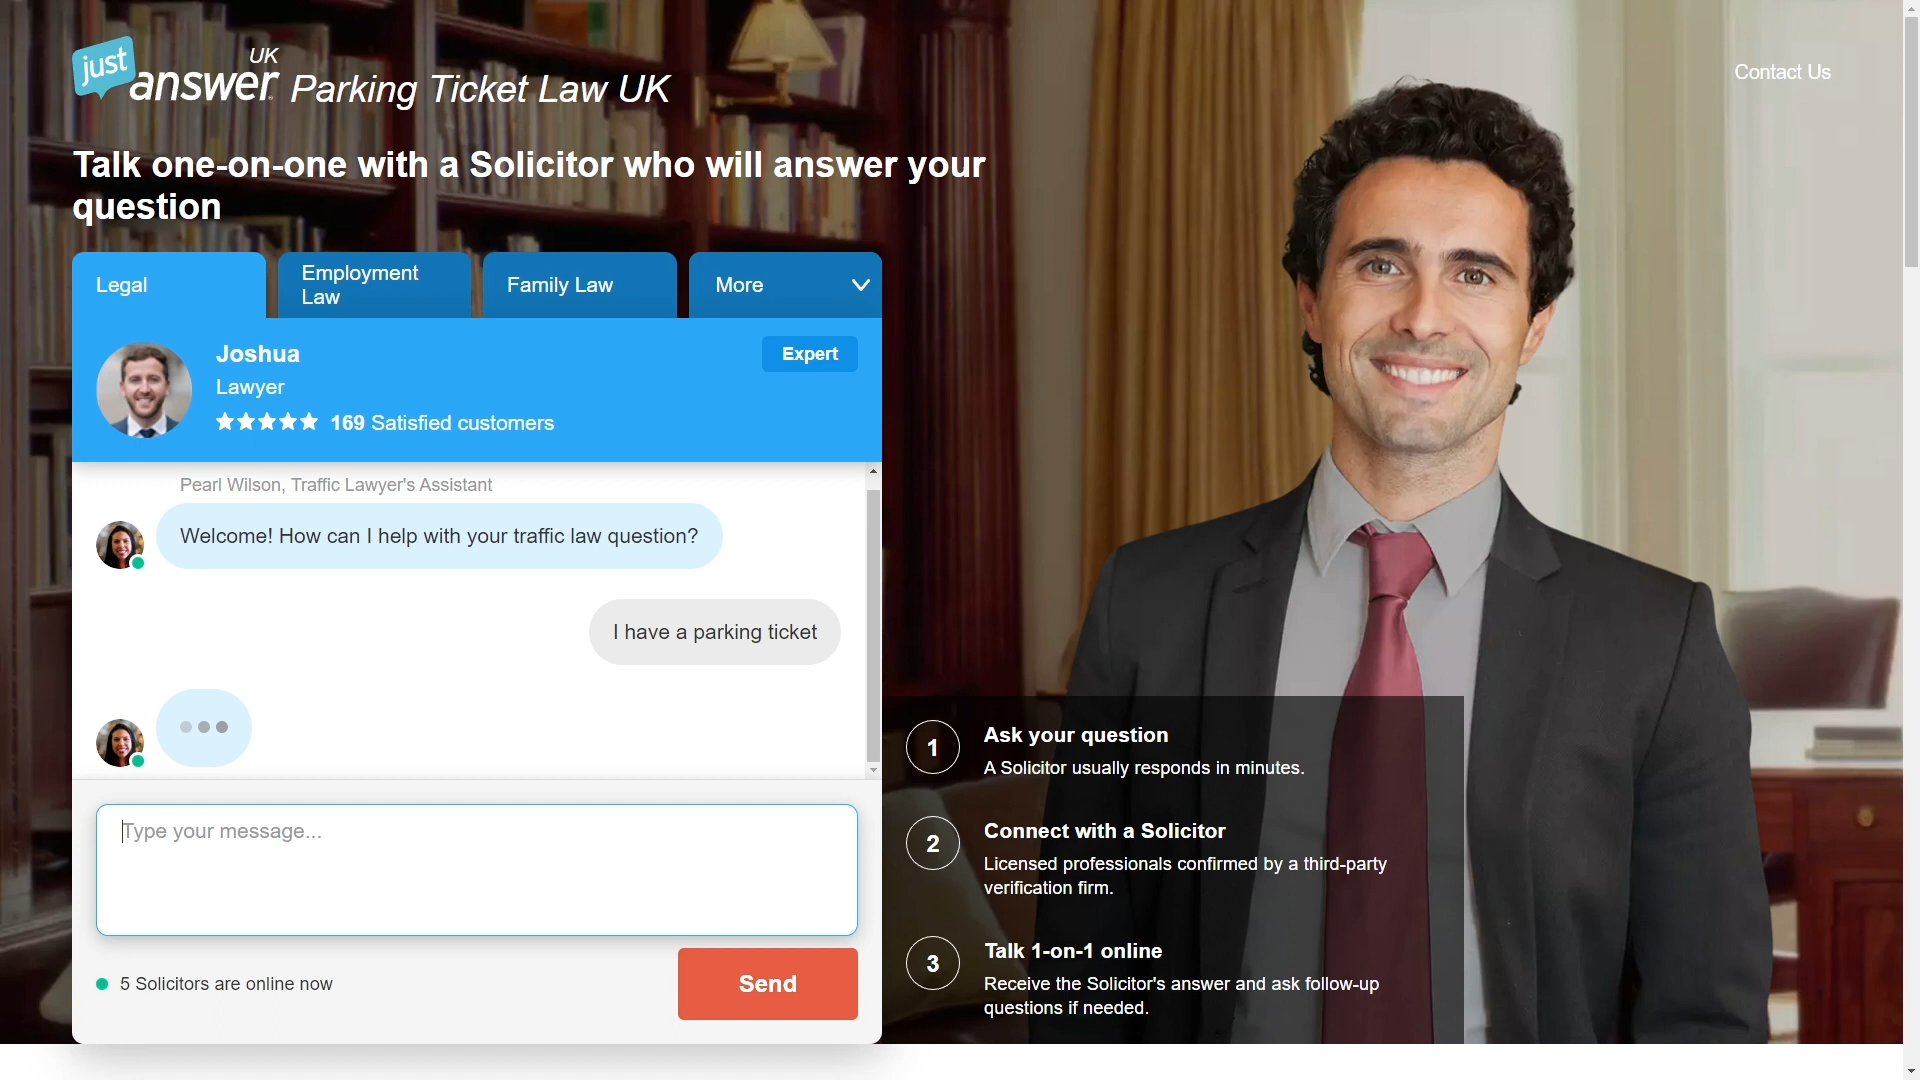 just answer UK Parking Ticket Law UK
Contact Us
Talk one-on-one with a Solicitor who will answer your
question
Legal
Employment
Law
Family Law
More
Joshua
Expert
Lawyer
169 Satisfied customers
Pearl Wilson, Traffic Lawyer's Assistant
Welcome! How can I help with your traffic law question?
I have a parking ticket
Type your message...
5 Solicitors are online now
Send
1
Ask your question
A Solicitor usually responds in minutes.
2
Connect with a Solicitor
Licensed professionals confirmed by a third-party
verification firm.
3
Talk 1-on-1 online
Receive the Solicitor's answer and ask follow-up
questions if needed.